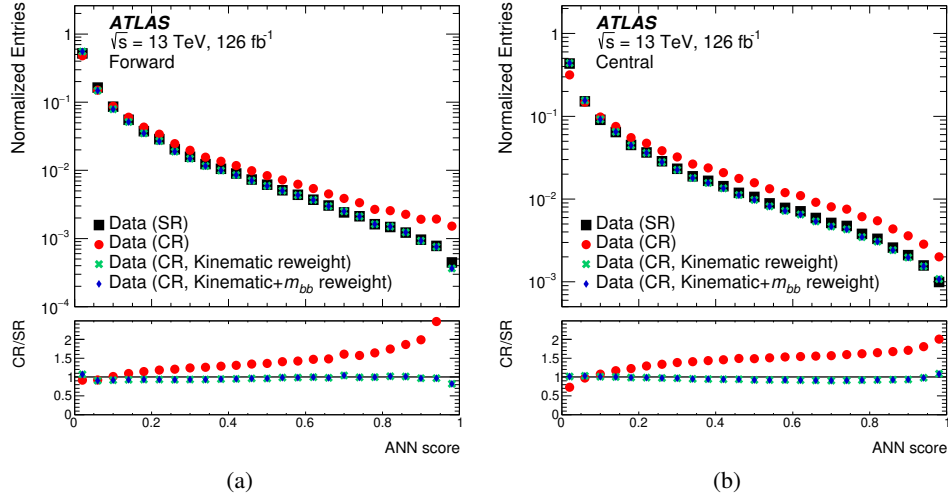 Normalized Entries
ATLAS
√s = 13 TeV, 126 fb⁻¹
Forward
1
10⁻¹
10⁻²
10⁻³
10⁻⁴
Data (SR)
Data (CR)
Data (CR, Kinematic reweight)
Data (CR, Kinematic+m_bb reweight)
CR/SR
2
1.5
1
0.5
0
0 0.2 0.4 0.6 0.8 1
ANN score
(a)
Normalized Entries
ATLAS
√s = 13 TeV, 126 fb⁻¹
Central
1
10⁻¹
10⁻²
10⁻³
Data (SR)
Data (CR)
Data (CR, Kinematic reweight)
Data (CR, Kinematic+m_bb reweight)
CR/SR
2
1.5
1
0.5
0
0 0.2 0.4 0.6 0.8 1
ANN score
(b)